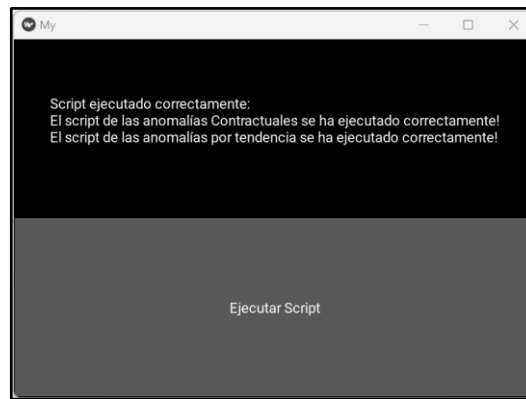 My
Script ejecutado correctamente:
El script de las anomalías Contractuales se ha ejecutado correctamente!
El script de las anomalías por tendencia se ha ejecutado correctamente!
Ejecutar Script